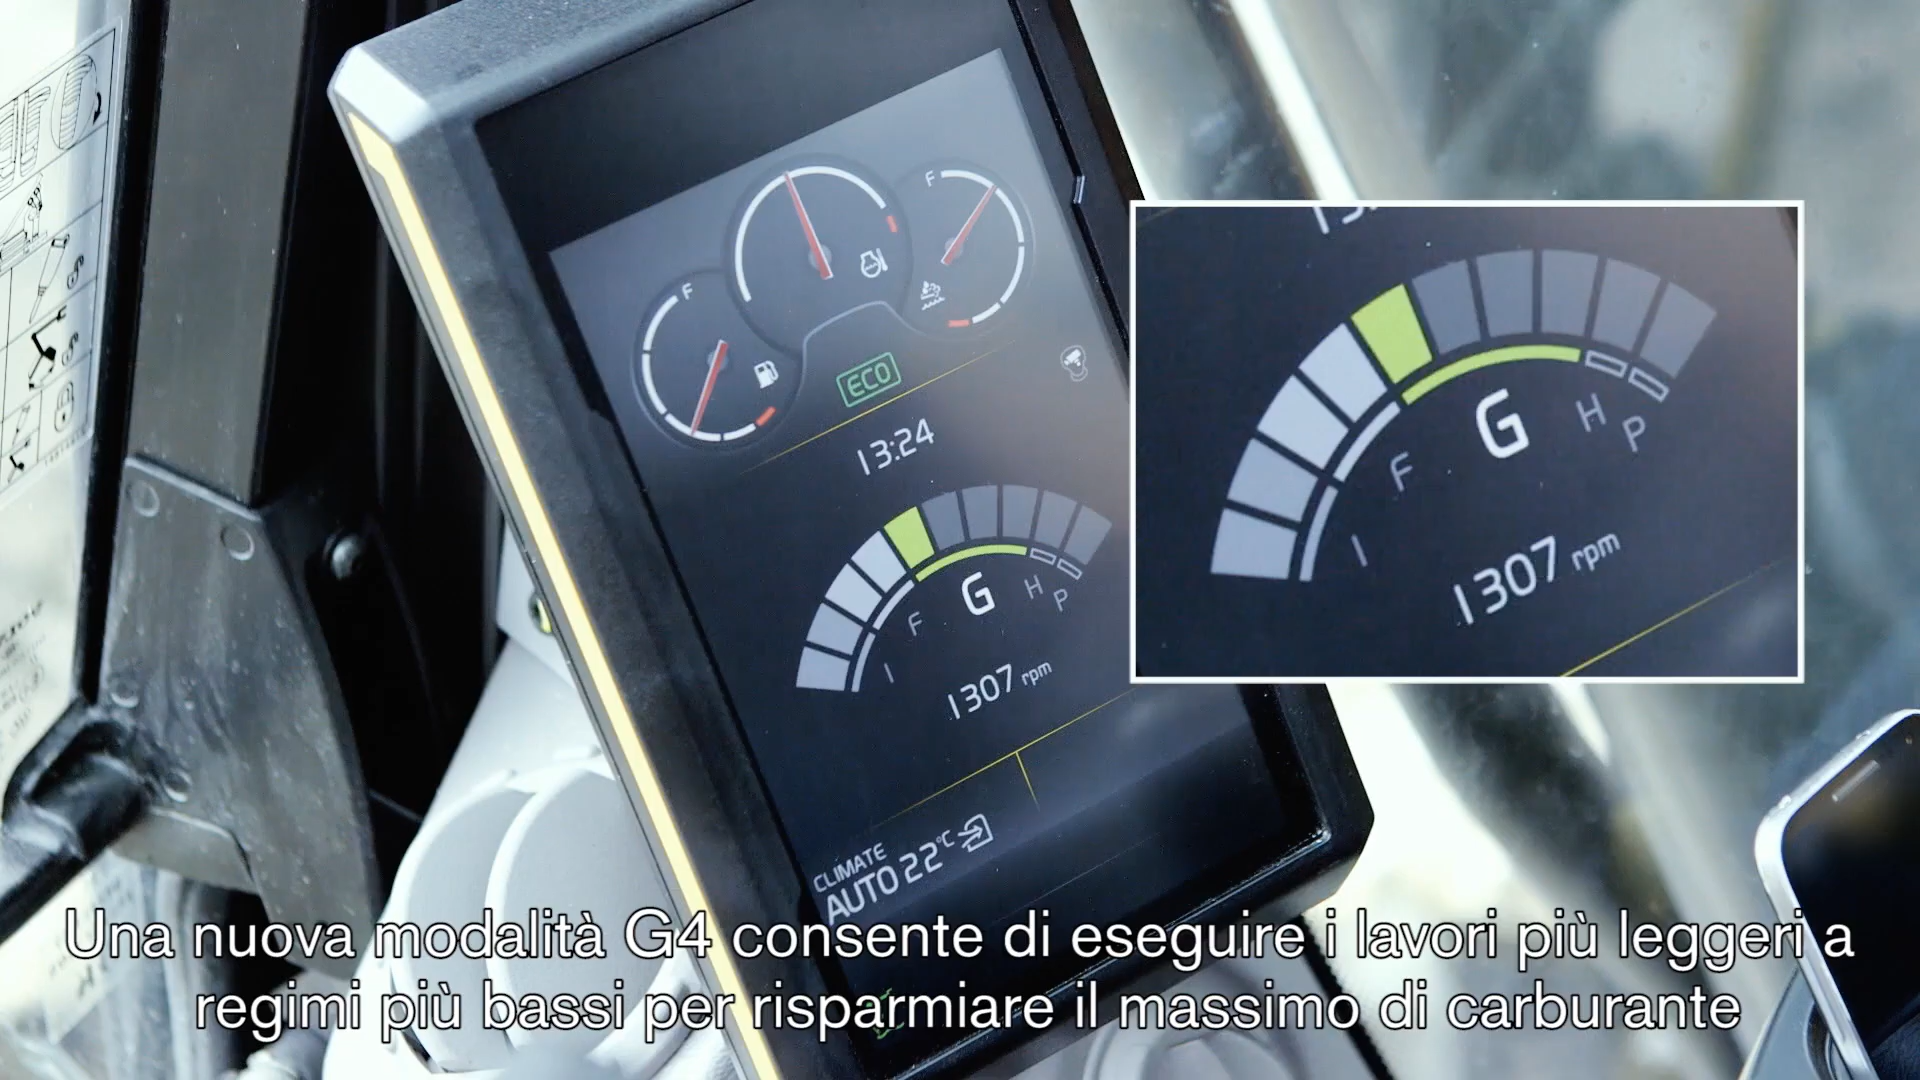 F
F
ECO
13:24
G
F
H
P
I
1307 rpm
CLIMATE
AUTO 22°C
G
H
F
P
I
1307 rpm
Una nuova modalità G4 consente di eseguire i lavori più leggeri a
regimi più bassi per risparmiare il massimo di carburante